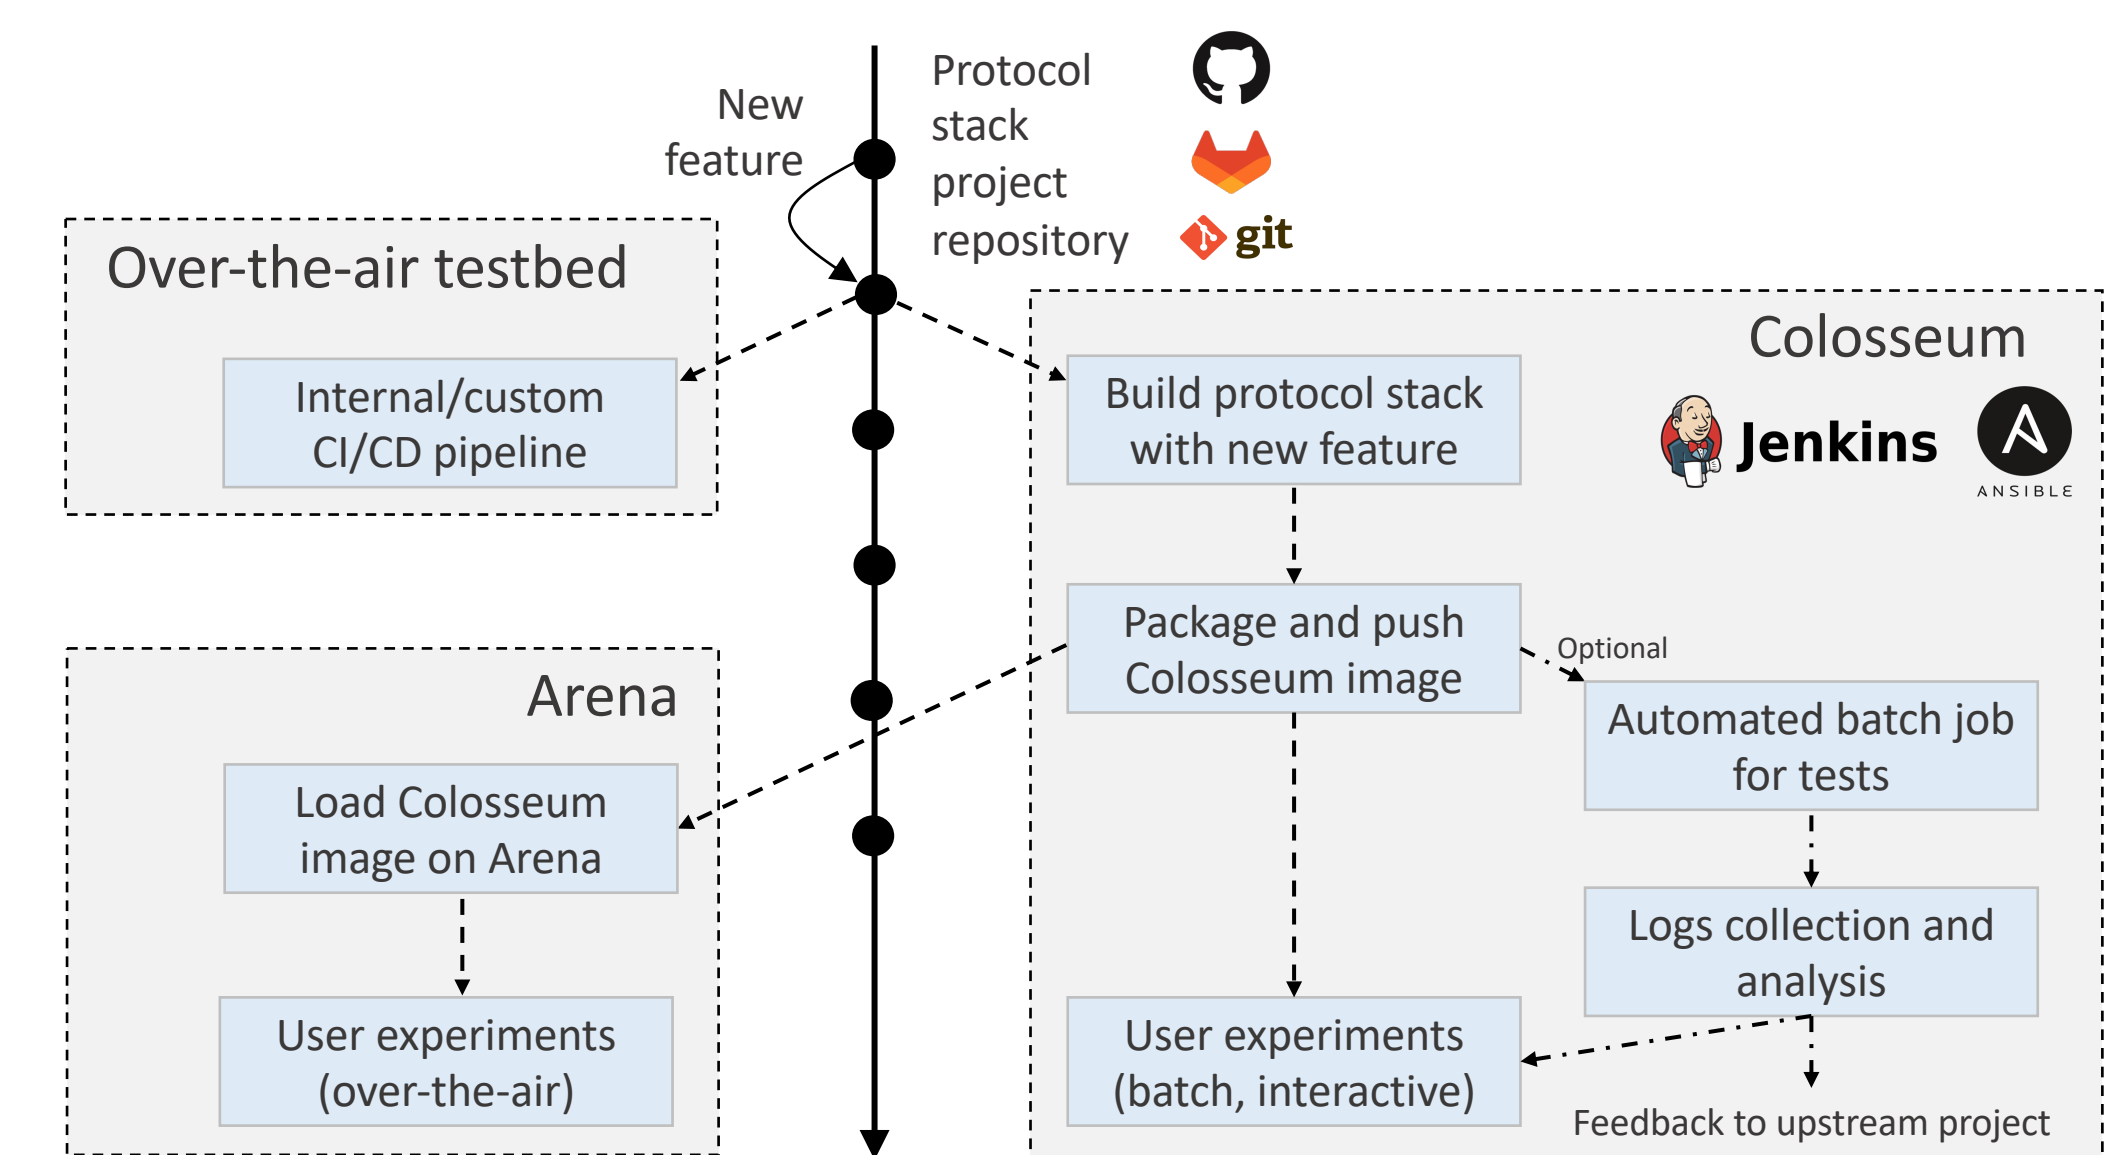 New
feature
Protocol
stack
project
repository
git
Over-the-air testbed
Internal/custom
CI/CD pipeline
Colosseum
Jenkins
ANSIBLE
Build protocol stack
with new feature
Package and push
Colosseum image
Optional
Automated batch job
for tests
Logs collection and
analysis
User experiments
(batch, interactive)
Feedback to upstream project
Arena
Load Colosseum
image on Arena
User experiments
(over-the-air)